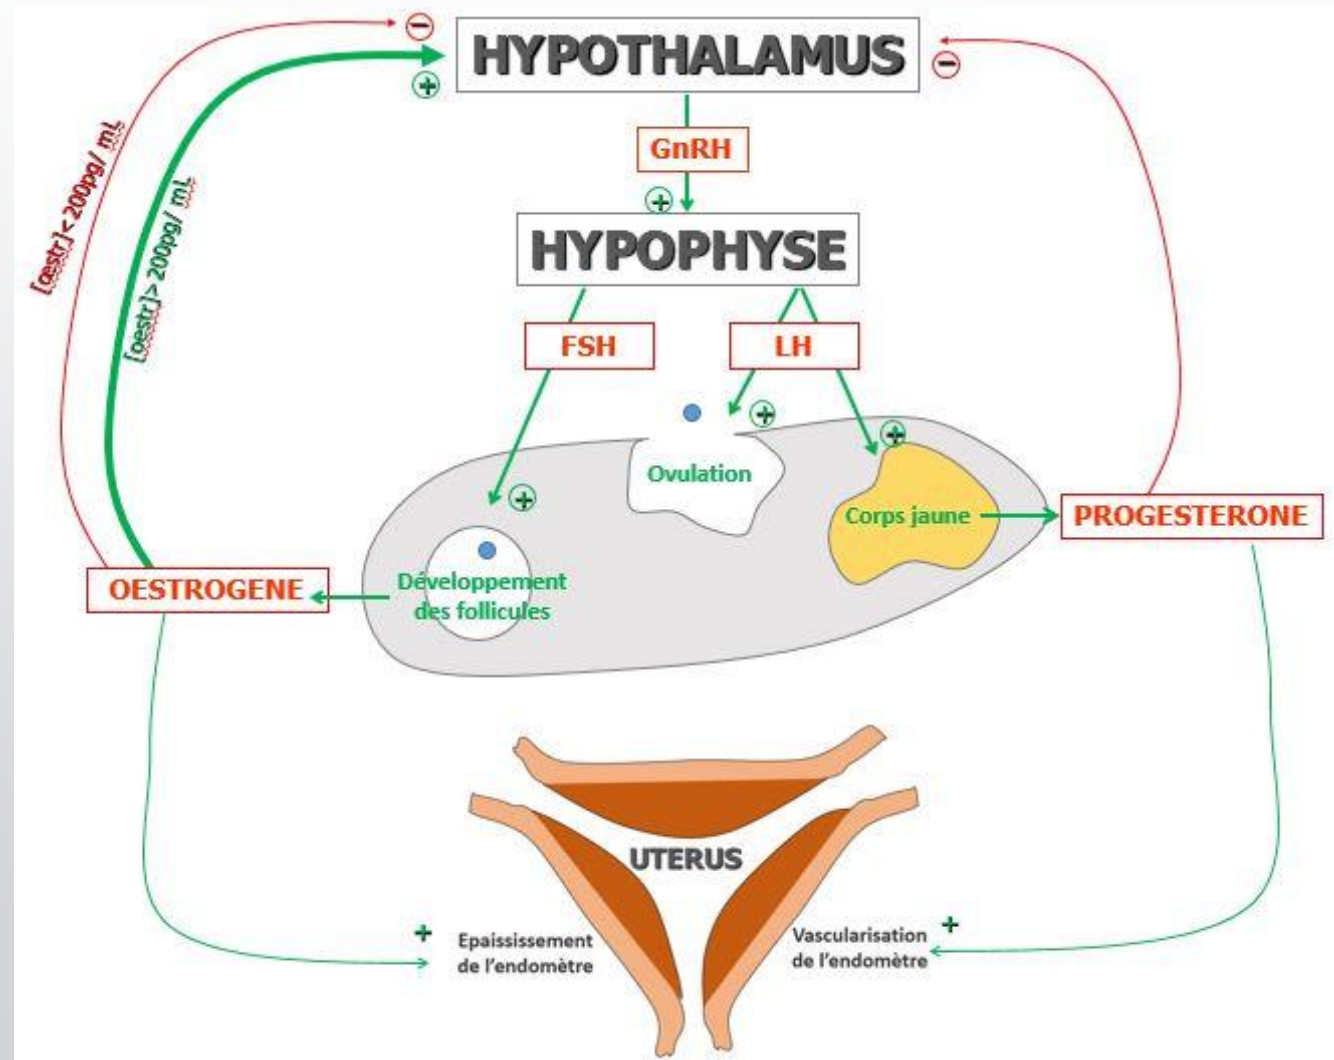 HYPOTHALAMUS
GnRH
HYPOPHYSE
[œstr]< 200pg/ mL
[oestr]> 200pg/ mL
FSH
LH
Ovulation
Corps jaune
PROGESTERONE
OESTROGENE
Développement
des follicules
UTERUS
+
Epaississement
de l'endomètre
Vascularisation
de l'endomètre
+
−
+
−
+
+
+
+